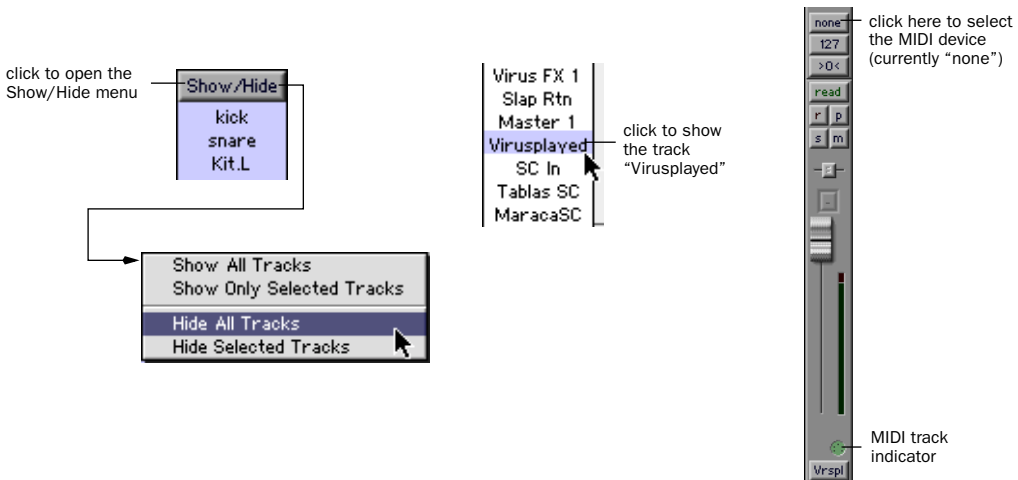 click to open the
Show/Hide menu
Show/Hide
kick
snare
Kit.L
Show All Tracks
Show Only Selected Tracks
Hide All Tracks
Hide Selected Tracks
Virus FX 1
Slap Rtn
Master 1
Virusplayed
SC In
Tablas SC
MaracaSC
click to show
the track
“Virusplayed”
none
127
>0<
read
r p
s m
Vrspl
click here to select
the MIDI device
(currently “none”)
MIDI track
indicator